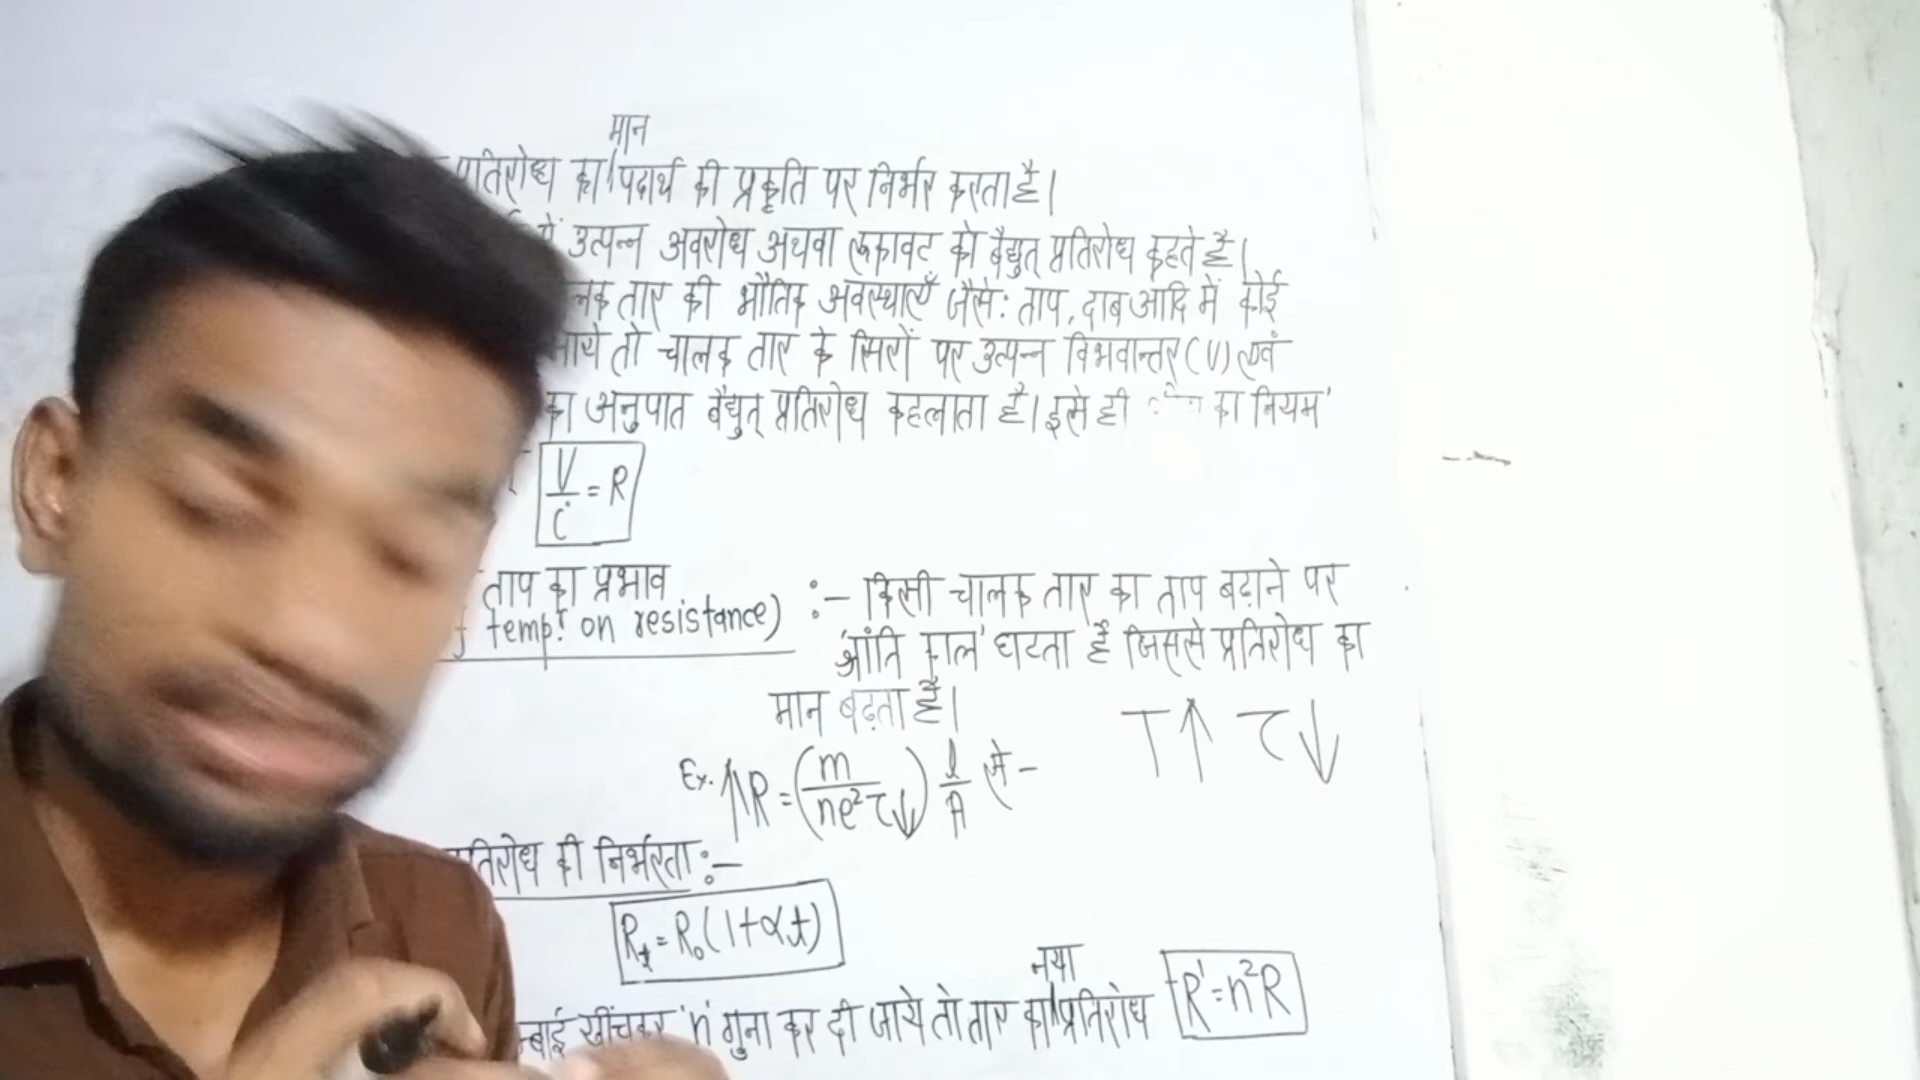 मान
प्रतिरोध का पदार्थ की प्रकृति पर निर्भर करता है।
में उत्पन्न अवरोध अथवा रूकावट को वैद्युत् प्रतिरोध कहते है।
तार की भौतिक अवस्थाएँ जैसे: ताप, दाब आदि में कोई
जाये तो चालक तार के सिरों पर उत्पन्न विभवान्तर (V) एवं
का अनुपात वैद्युत् प्रतिरोध कहलाता है। इसे ही का नियम'
V/i = R
ताप का प्रभाव :- किसी चालक तार का ताप बढ़ाने पर
temp.r on resistance) 'श्रांति काल' घटता है जिससे प्रतिरोध का
मान बढ़ता है।
T↑ τ↓
Ex. ↑R = (m/ne²τ↓) l/A से -
प्रतिरोध की निर्भरता :-
Rt = R₀(1+αt)
नया
खींचकर 'n' गुना कर दी जाये तो तार का प्रतिरोध R' = n²R